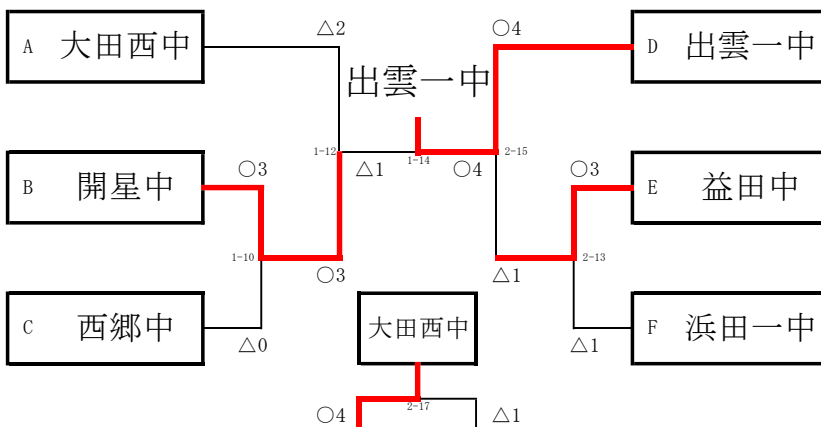 △2
○4
A 大田西中
D 出雲一中
出雲一中
1-12
△1
1-14
○4
2-15
○3
○3
B 開星中
E 益田中
1-10
2-13
○3
△1
C 西郷中
大田西中
F 浜田一中
△0
△1
○4
2-17
△1